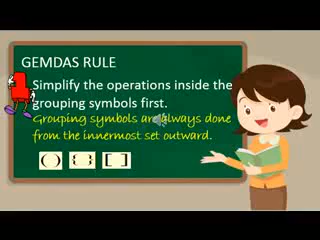 GEMDAS RULE
1 Simplify the operations inside the
grouping symbols first.
Grouping symbols are always done
from the innermost set outward.
( ) { } [ ]